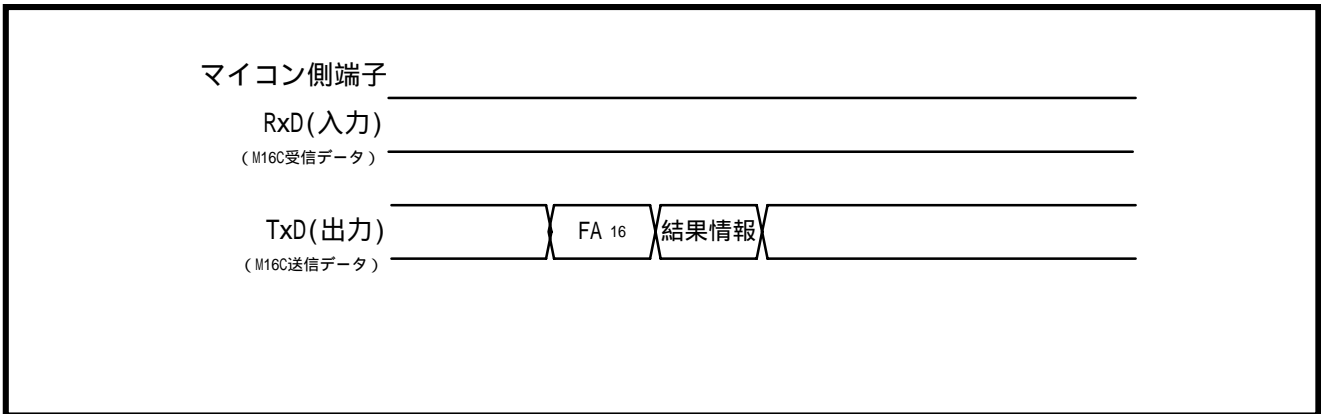 マイコン側端子
RxD(入力)
(M16C受信データ)
TxD(出力)
FA 16
結果情報
(M16C送信データ)